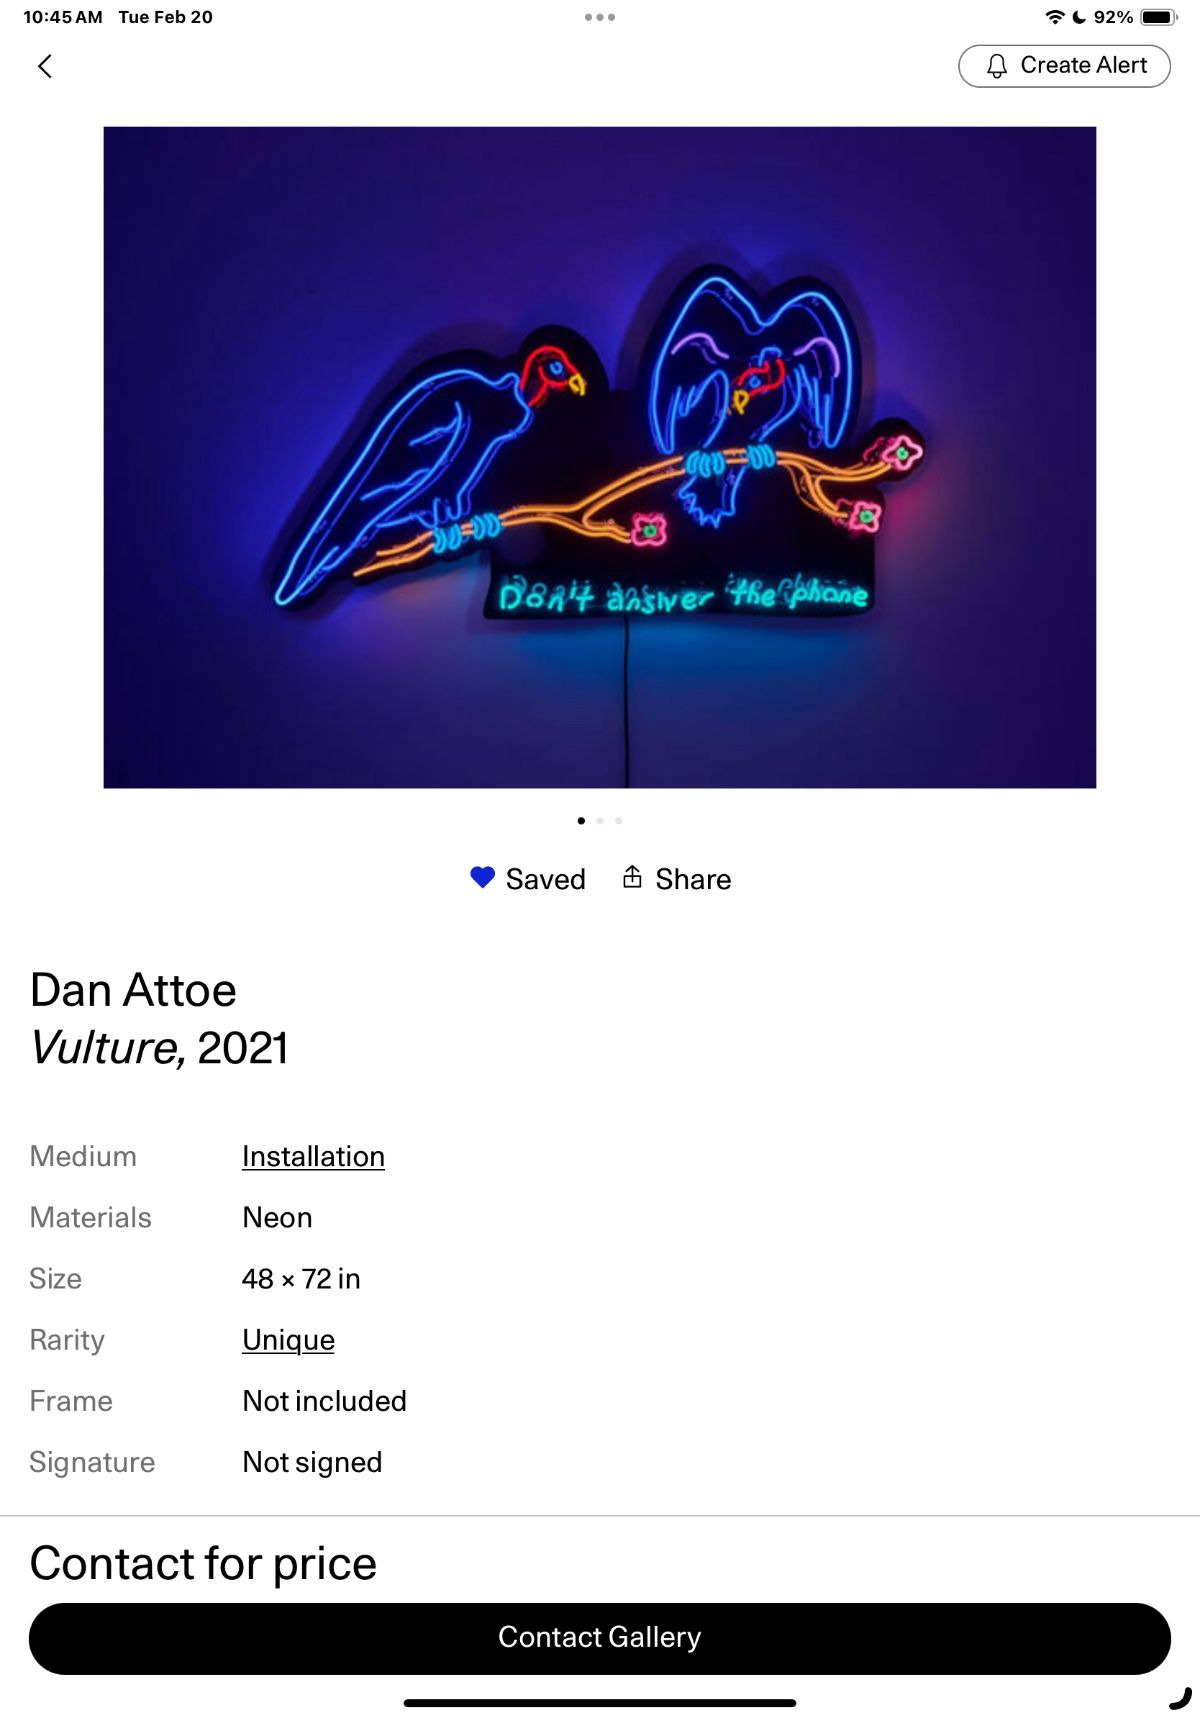 10:45 AM Tue Feb 20
92%
Create Alert
Don't answer the phone
Saved
Share
Dan Attoe
Vulture, 2021
Medium Installation
Materials Neon
Size 48 × 72 in
Rarity Unique
Frame Not included
Signature Not signed
Contact for price
Contact Gallery